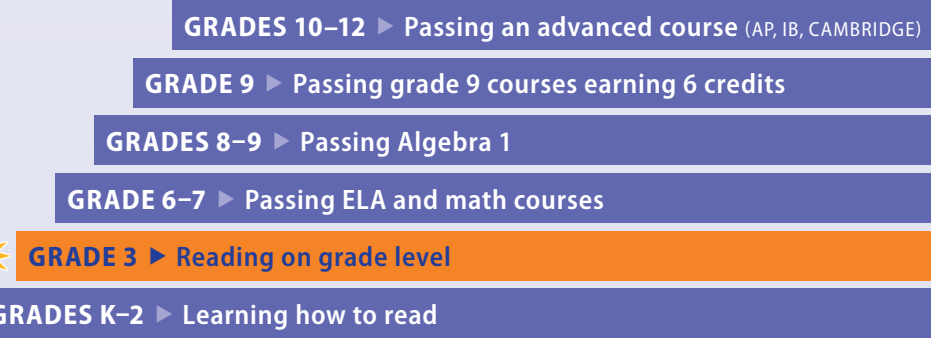 GRADES 10–12 ▶ Passing an advanced course (AP, IB, CAMBRIDGE)
GRADE 9 ▶ Passing grade 9 courses earning 6 credits
GRADES 8–9 ▶ Passing Algebra 1
GRADE 6–7 ▶ Passing ELA and math courses
GRADE 3 ▶ Reading on grade level
GRADES K–2 ▶ Learning how to read